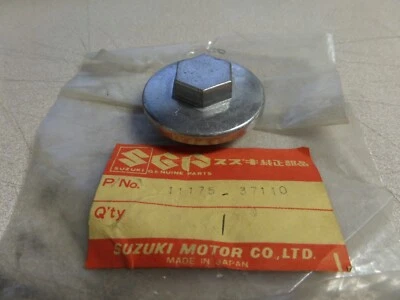 SGP スズキ純正部品
SUZUKI GENUINE PARTS
P/No. 11175-37110
Q'ty 1
SUZUKI MOTOR CO., LTD.
MADE IN JAPAN